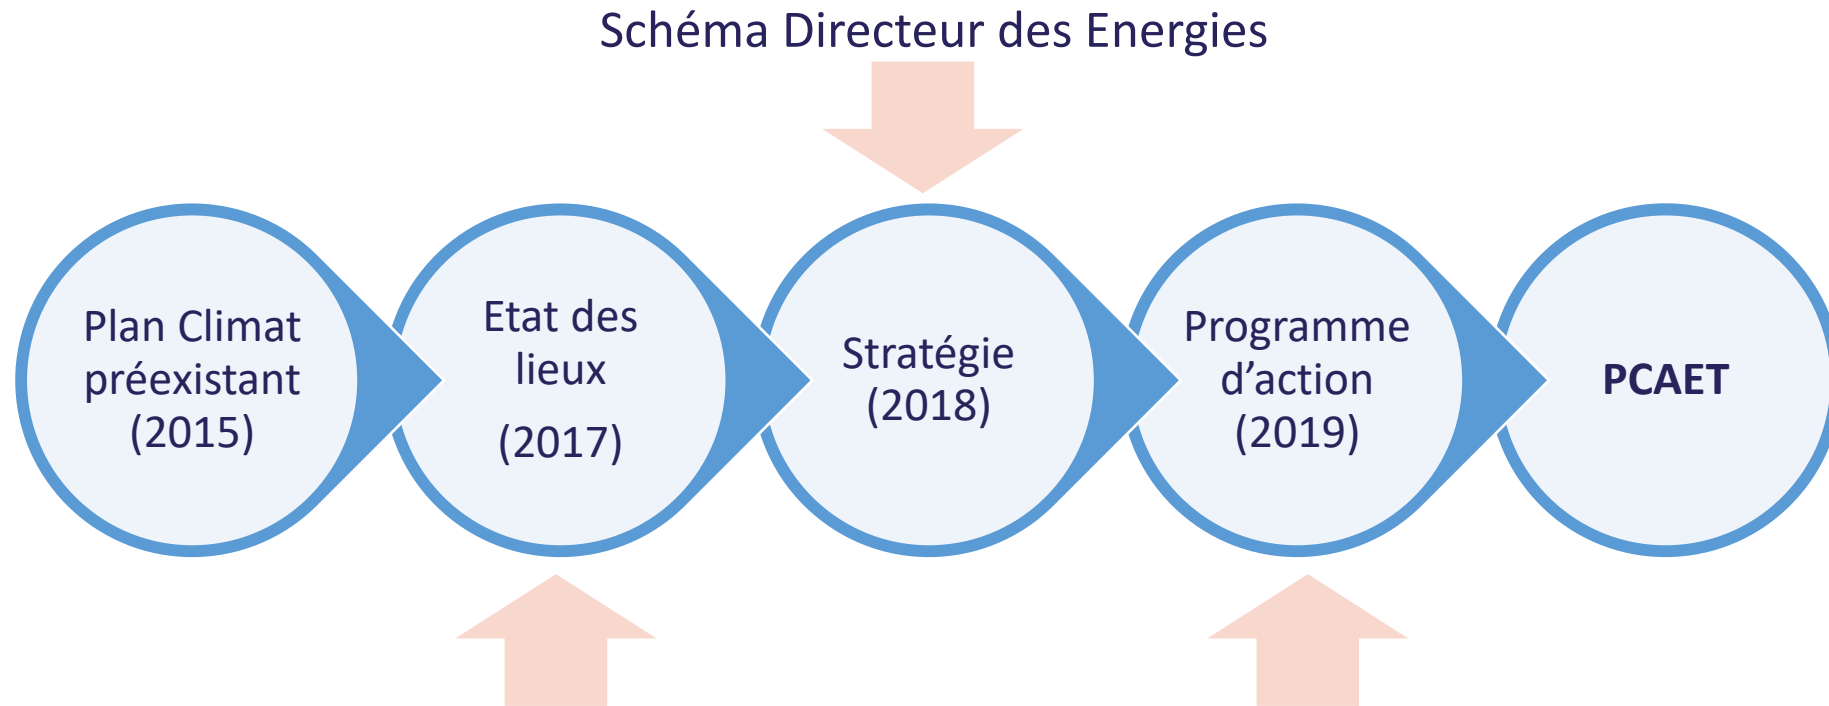 Schéma Directeur des Energies
Plan Climat
préexistant
(2015)
Etat des
lieux
(2017)
Stratégie
(2018)
Programme
d’action
(2019)
PCAET